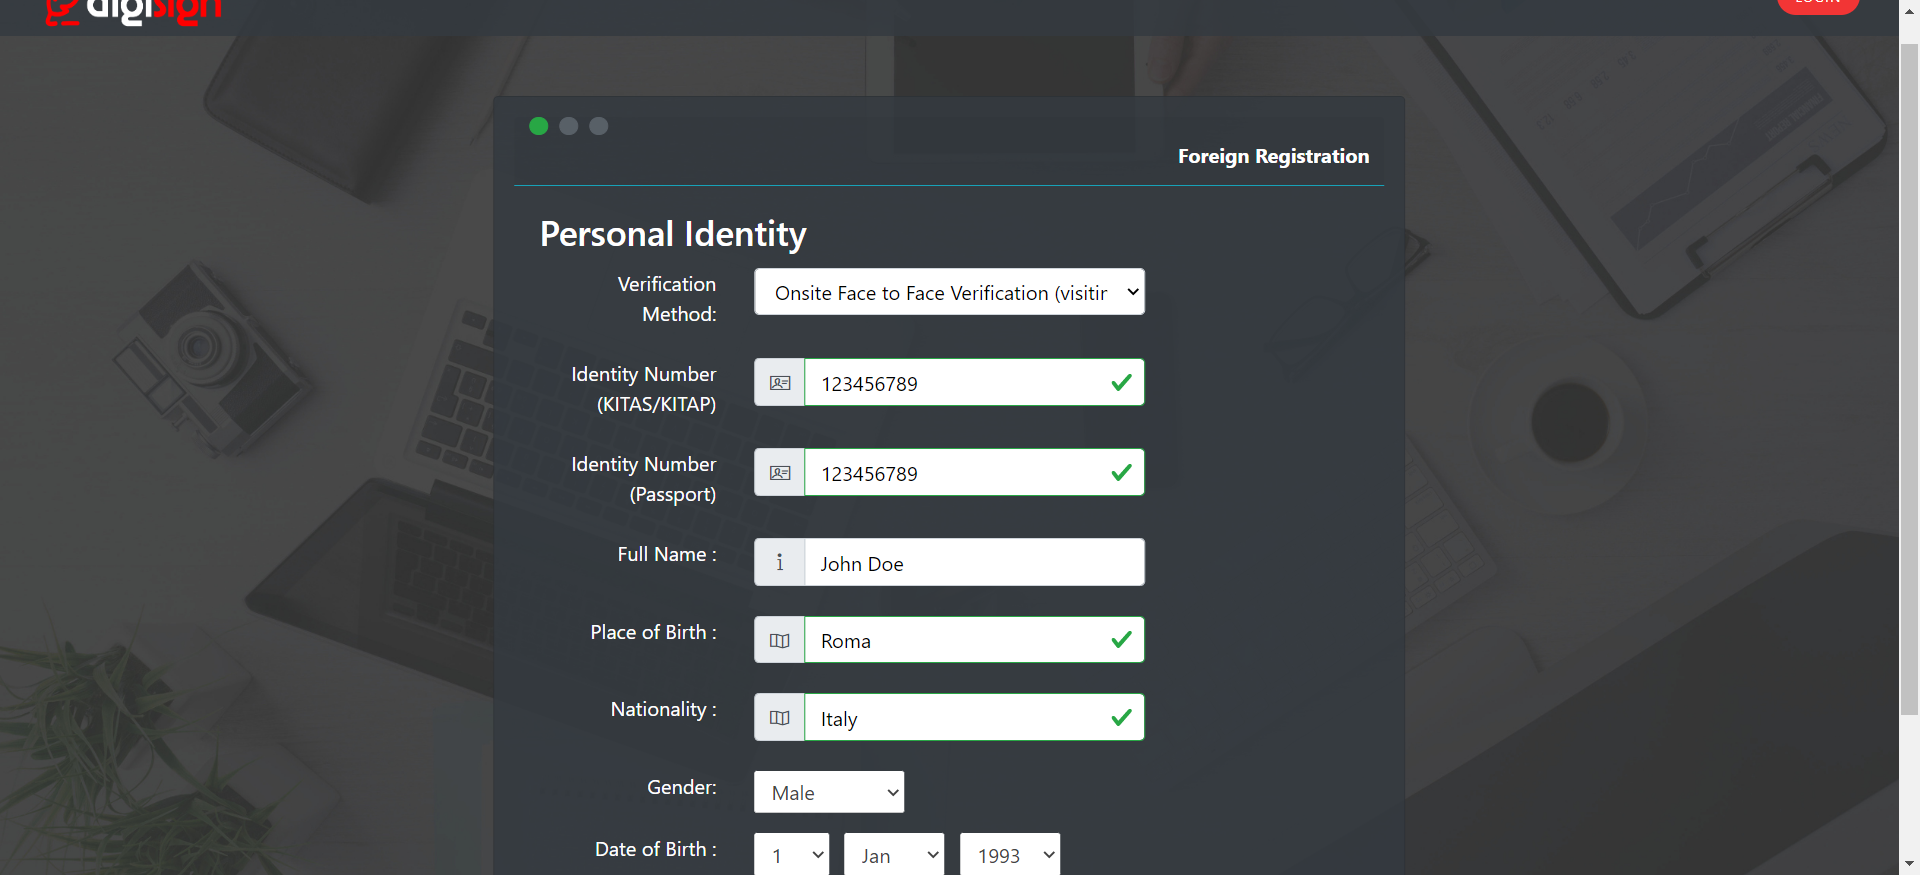 digisign
LOGIN
Foreign Registration
Personal Identity
Verification Method:
Onsite Face to Face Verification (visitir
Identity Number (KITAS/KITAP)
123456789
Identity Number (Passport)
123456789
Full Name :
John Doe
Place of Birth :
Roma
Nationality :
Italy
Gender:
Male
Date of Birth :
1 Jan 1993